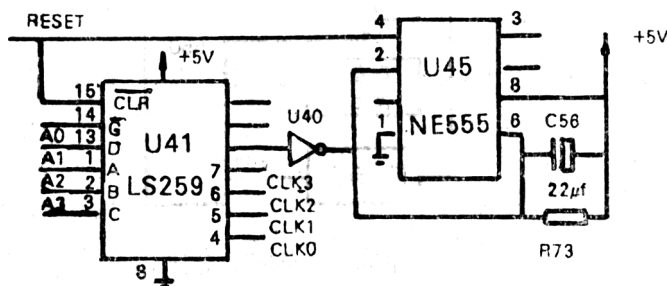 RESET
+5V
15
CLR
14
G
A0
13
D
A1
1
A
A2
2
B
A3
3
C
U41
LS259
7
6
5
4
8
CLK3
CLK2
CLK1
CLK0
U40
4
2
1
U45
NE555
3
8
6
+5V
C56
22µf
R73